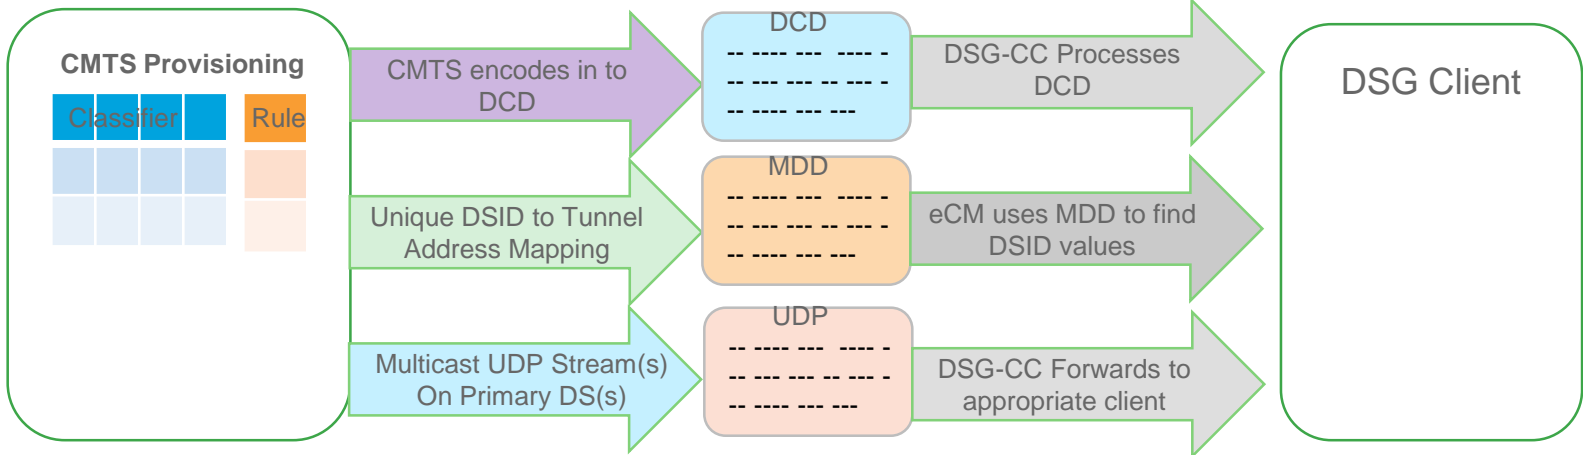 CMTS Provisioning
Classifier
Rule
CMTS encodes in to
DCD
DCD
-- ---- --- ---- -
-- --- --- -- --- -
-- ---- --- ---
DSG-CC Processes
DCD
Unique DSID to Tunnel
Address Mapping
MDD
-- ---- --- ---- -
-- --- --- -- --- -
-- ---- --- ---
eCM uses MDD to find
DSID values
Multicast UDP Stream(s)
On Primary DS(s)
UDP
-- ---- --- ---- -
-- --- --- -- --- -
-- ---- --- ---
DSG-CC Forwards to
appropriate client
DSG Client